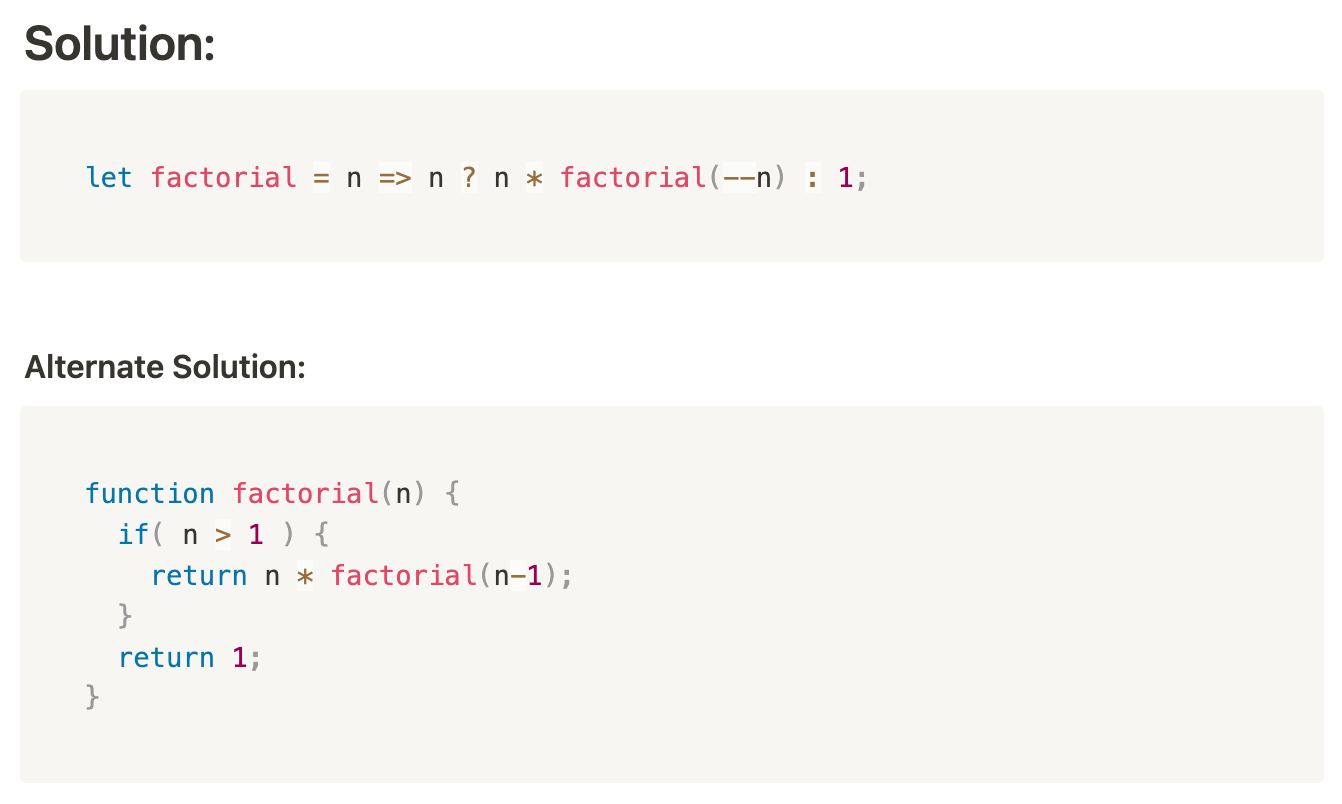 Solution:
let factorial = n => n ? n * factorial(--n) : 1;
Alternate Solution:
function factorial(n) {
  if( n > 1 ) {
    return n * factorial(n-1);
  }
  return 1;
}